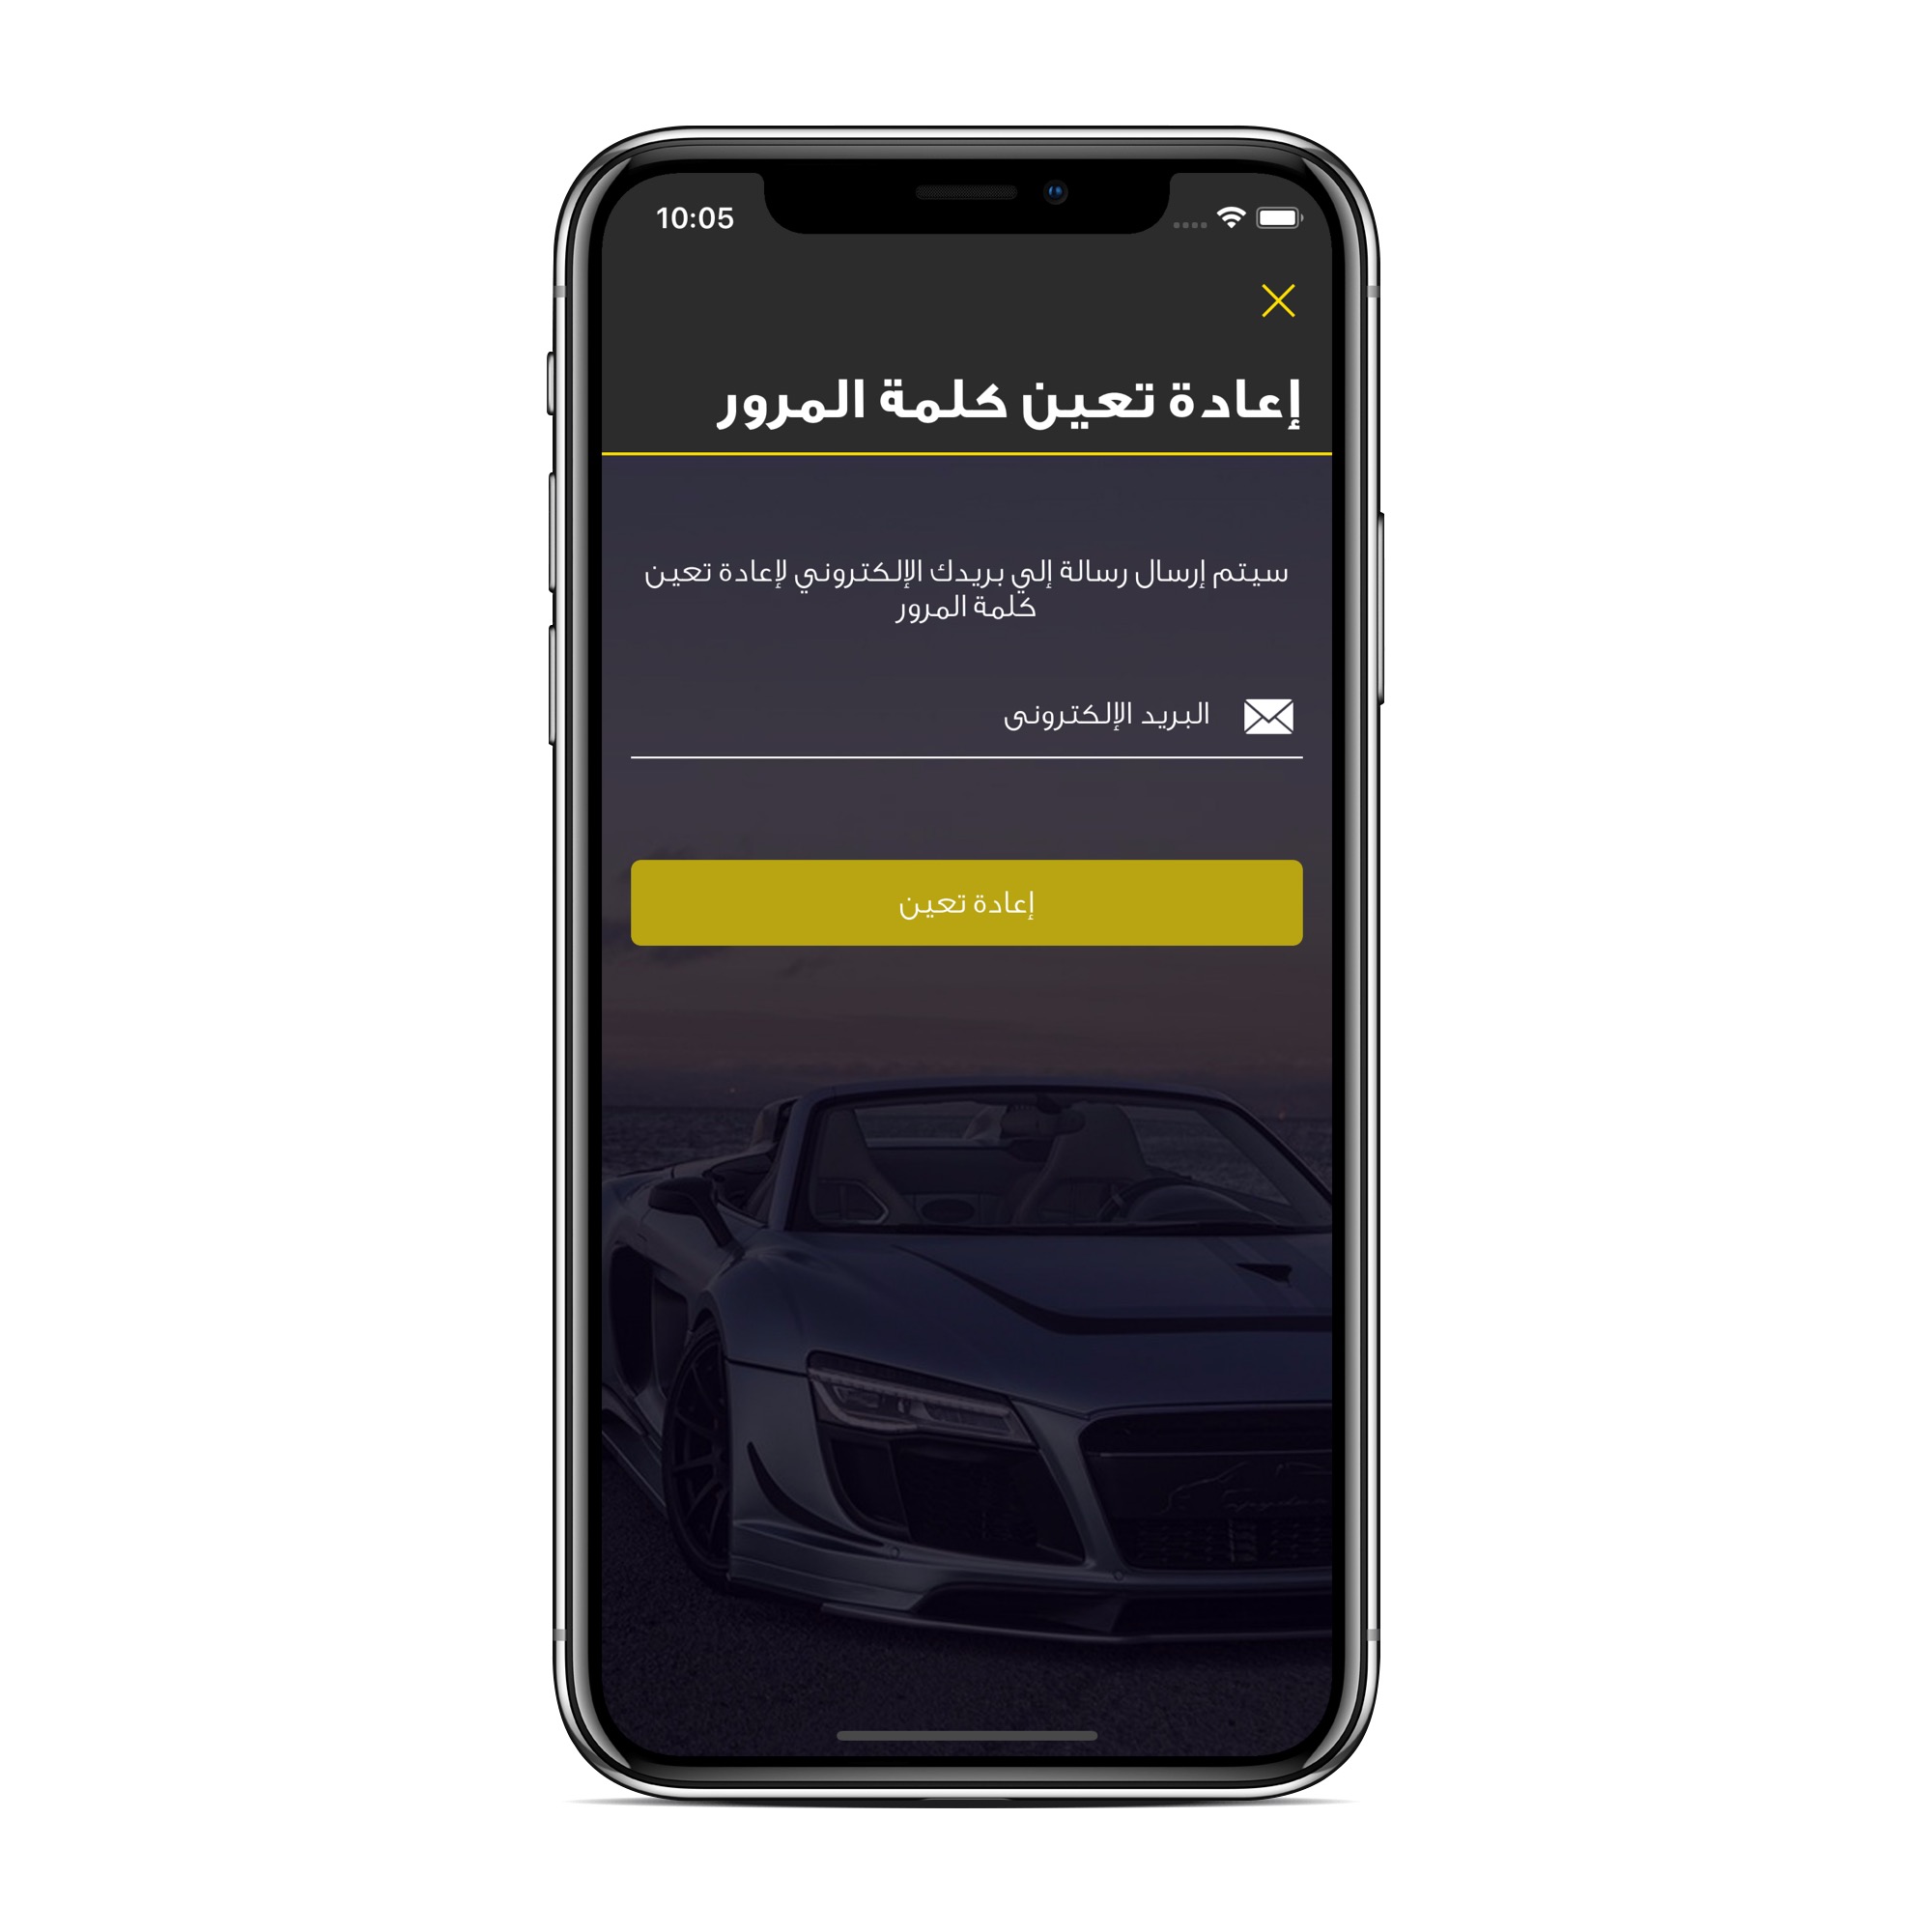 10:05
إعادة تعين كلمة المرور
سيتم إرسال رسالة إلي بريدك الإلكتروني لإعادة تعين
كلمة المرور
البريد الإلكترونى
إعادة تعين